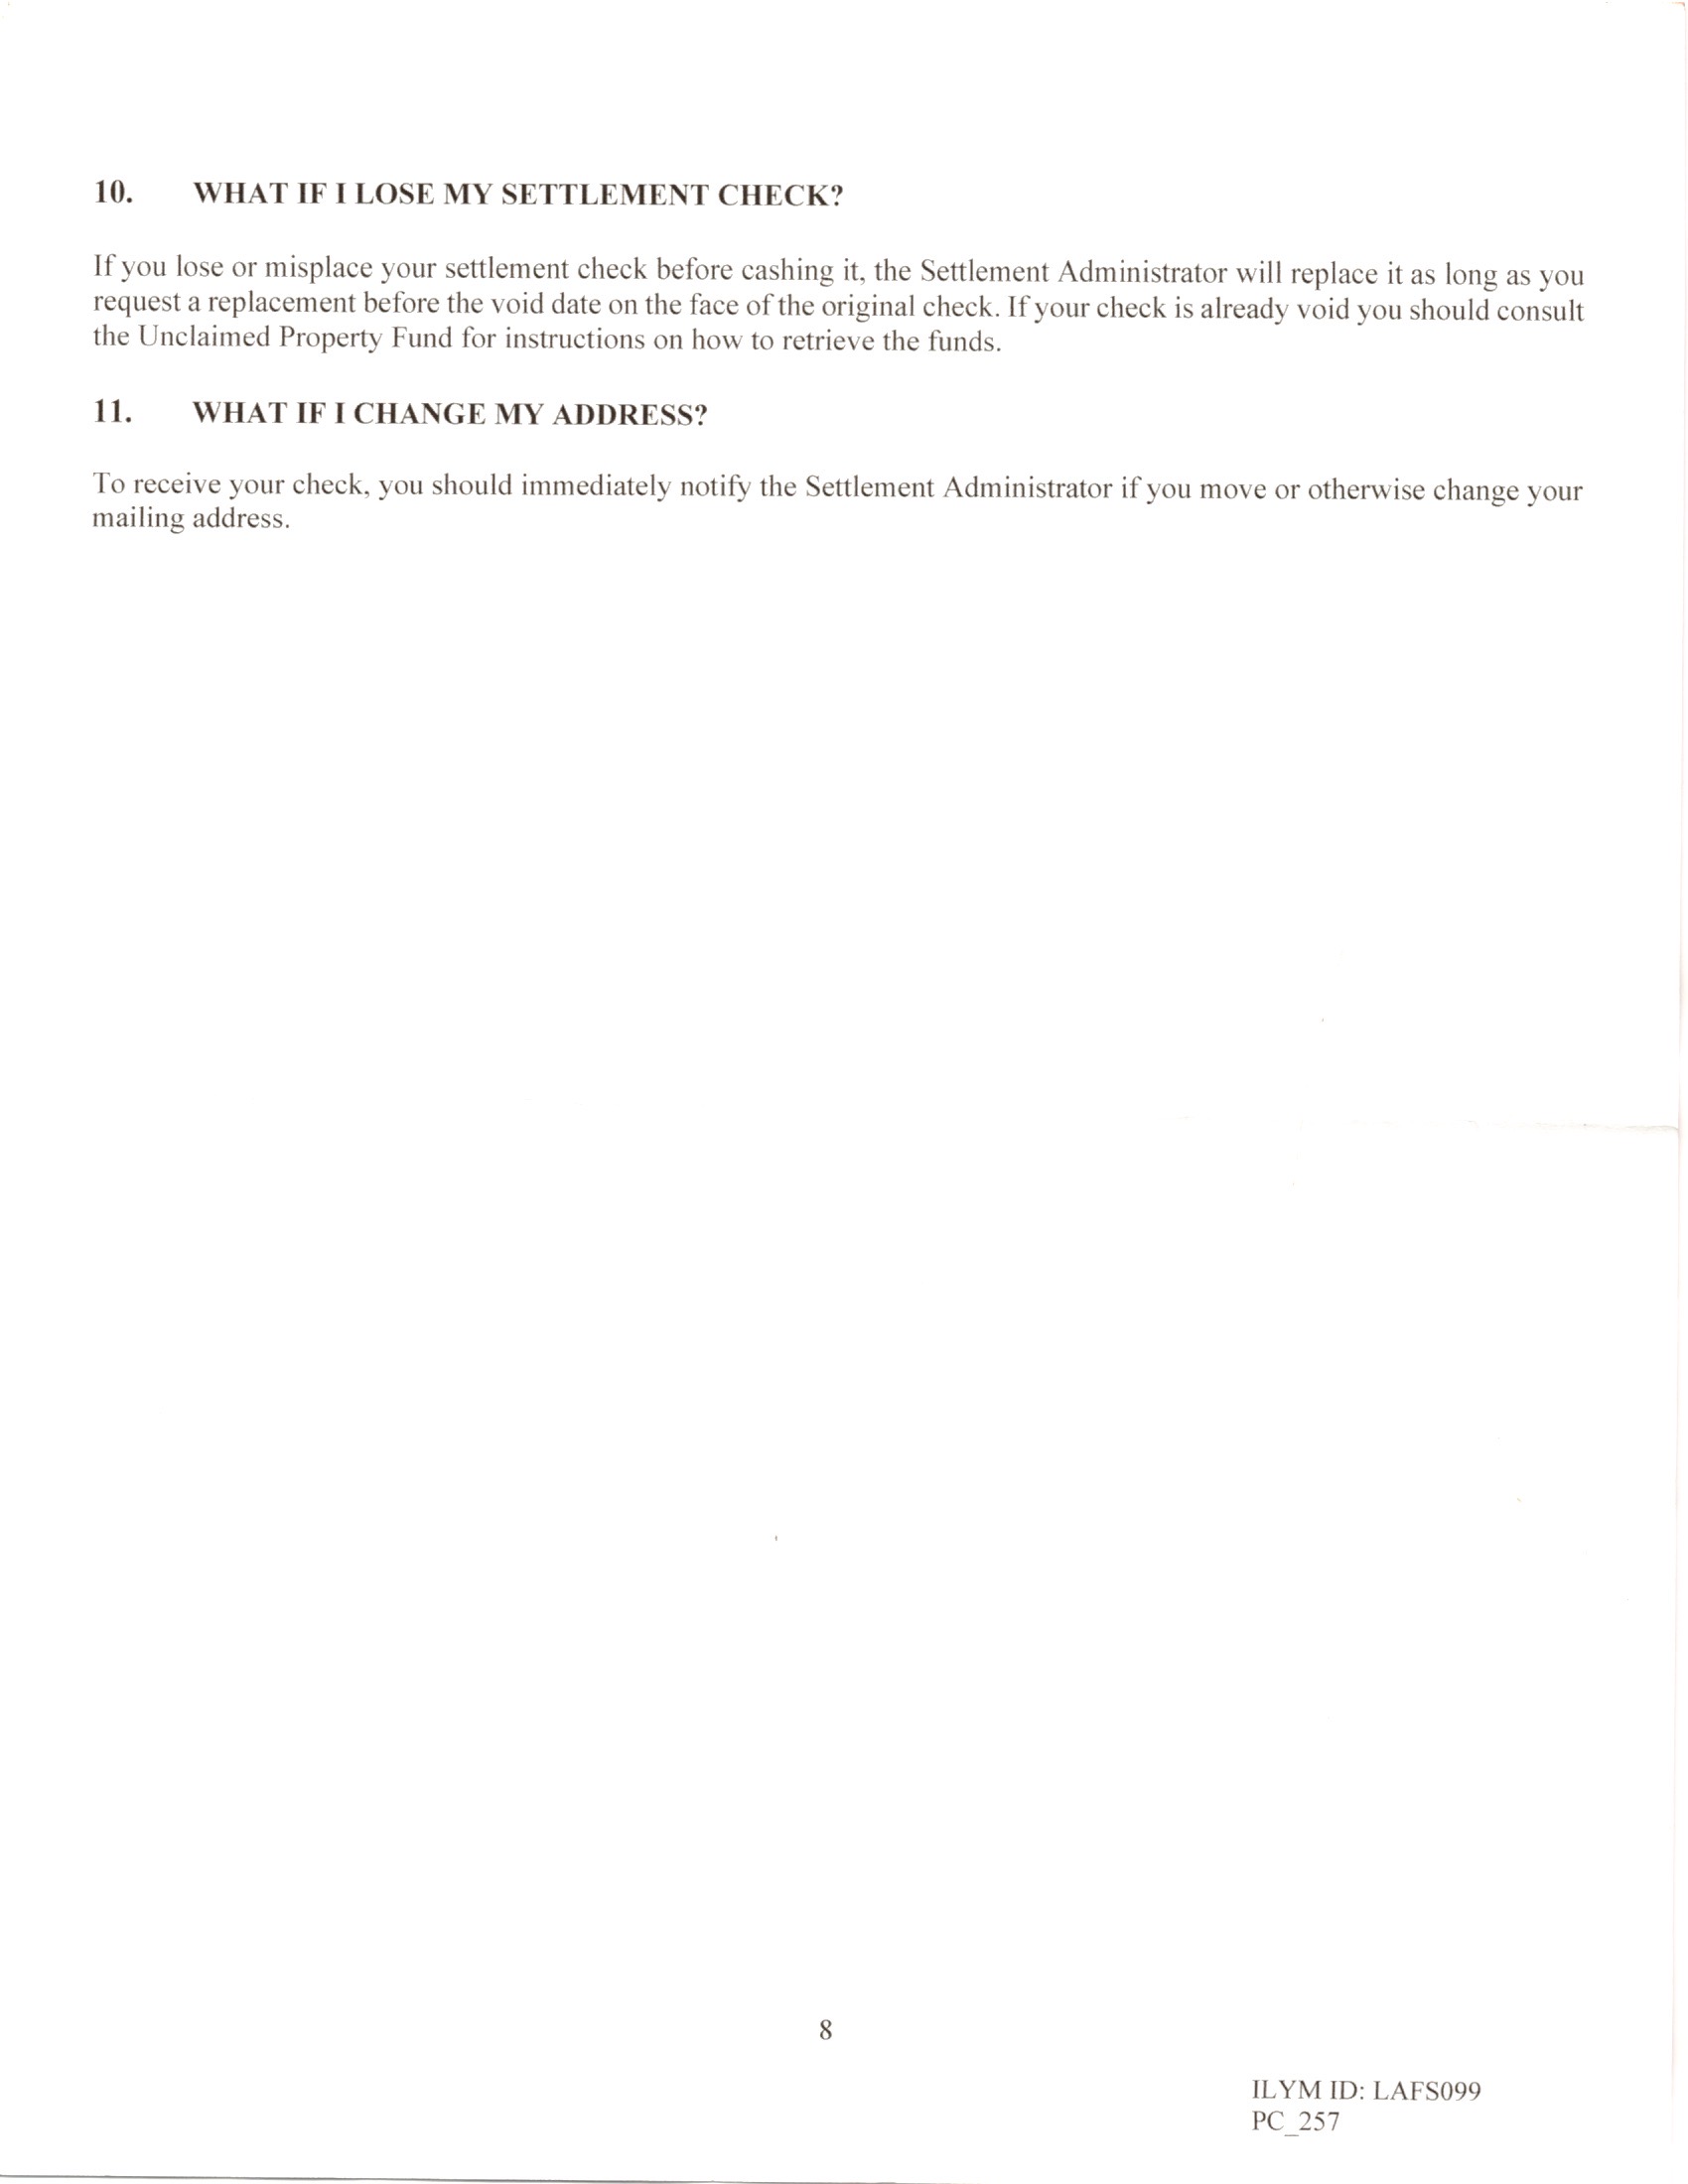 10. WHAT IF I LOSE MY SETTLEMENT CHECK?
If you lose or misplace your settlement check before cashing it, the Settlement Administrator will replace it as long as you
request a replacement before the void date on the face of the original check. If your check is already void you should consult
the Unclaimed Property Fund for instructions on how to retrieve the funds.
11. WHAT IF I CHANGE MY ADDRESS?
To receive your check, you should immediately notify the Settlement Administrator if you move or otherwise change your
mailing address.
8
ILYM ID: LAFS099
PC_257